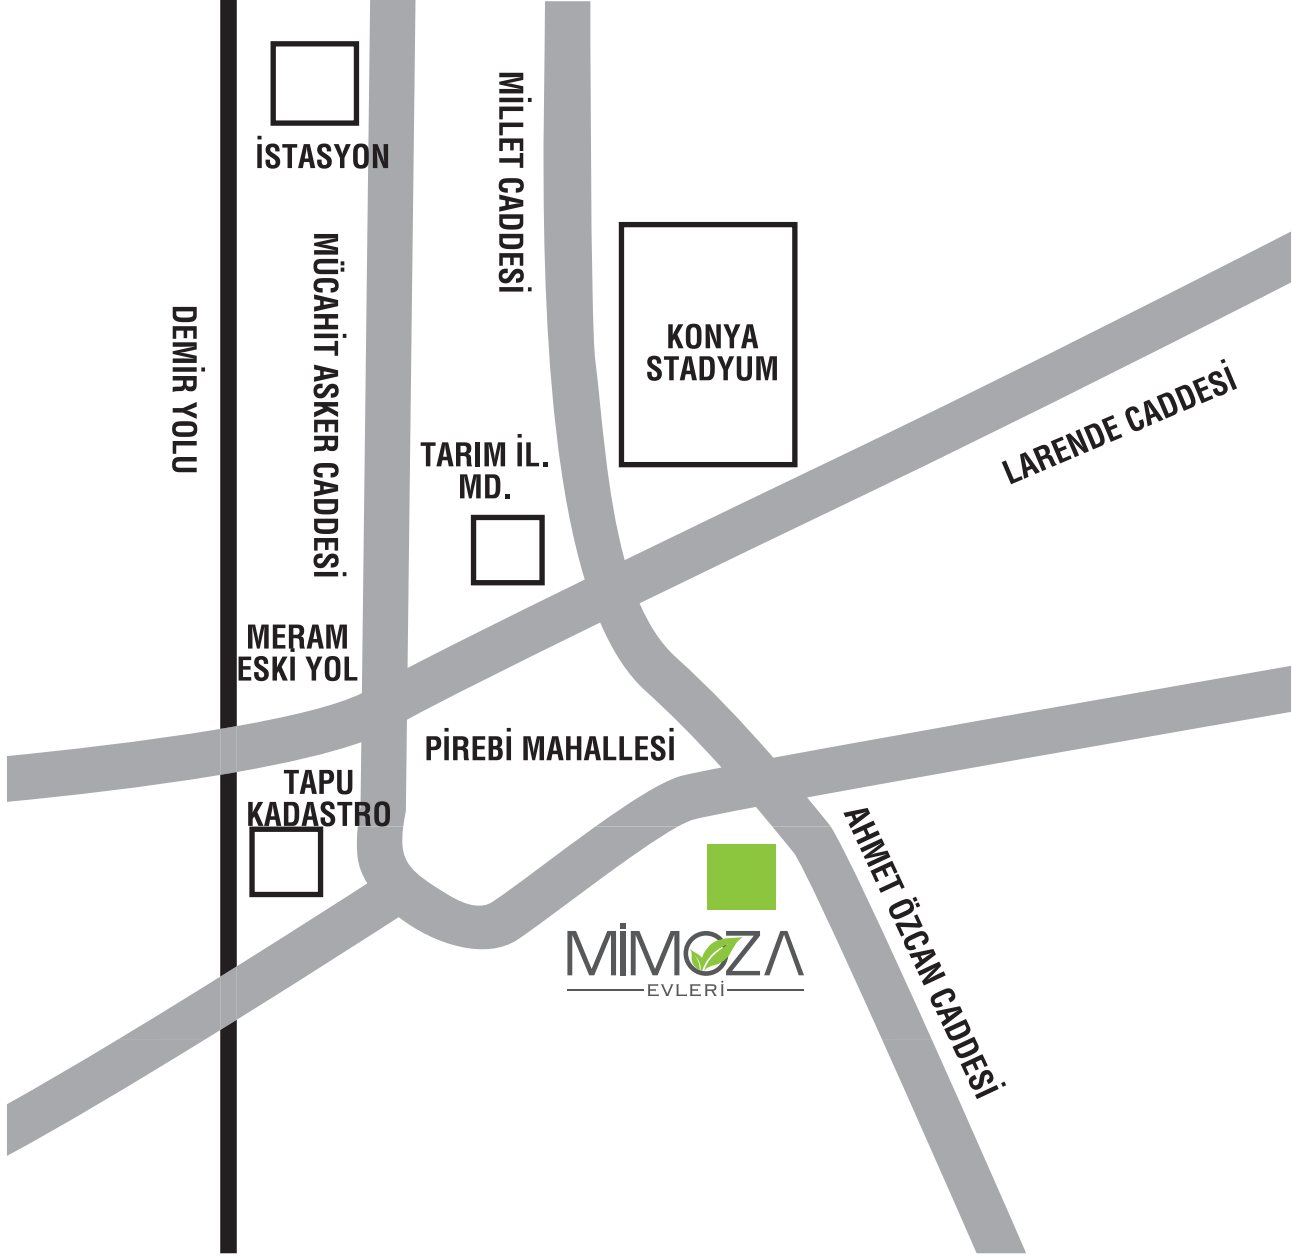 İSTASYON
MİLLET CADDESİ
MÜCAHİT ASKER CADDESİ
DEMİR YOLU
KONYA
STADYUM
LARENDE CADDESİ
TARIM İL.
MD.
MERAM
ESKİ YOL
PİREBİ MAHALLESİ
TAPU
KADASTRO
AHMET ÖZCAN CADDESİ
MİMOZA
EVLERİ